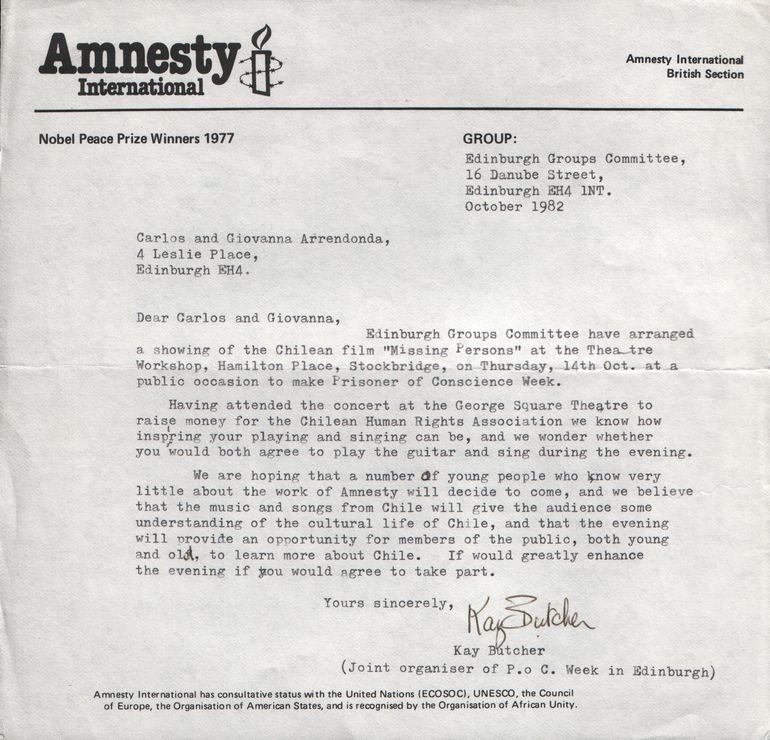 Amnesty
International
Amnesty International
British Section
Nobel Peace Prize Winners 1977
GROUP:
Edinburgh Groups Committee,
16 Danube Street,
Edinburgh EH4 1NT.
October 1982
Carlos and Giovanna Arrendonda,
4 Leslie Place,
Edinburgh EH4.
Dear Carlos and Giovanna,
Edinburgh Groups Committee have arranged
a showing of the Chilean film "Missing Persons" at the Theatre
Workshop, Hamilton Place, Stockbridge, on Thursday, 14th Oct. at a
public occasion to make Prisoner of Conscience Week.
Having attended the concert at the George Square Theatre to
raise money for the Chilean Human Rights Association we know how
inspiring your playing and singing can be, and we wonder whether
you would both agree to play the guitar and sing during the evening.
We are hoping that a number of young people who know very
little about the work of Amnesty will decide to come, and we believe
that the music and songs from Chile will give the audience some
understanding of the cultural life of Chile, and that the evening
will provide an opportunity for members of the public, both young
and old, to learn more about Chile. If would greatly enhance
the evening if you would agree to take part.
Yours sincerely,
Kay Butcher
Kay Butcher
(Joint organiser of P.o C. Week in Edinburgh)
Amnesty International has consultative status with the United Nations (ECOSOC), UNESCO, the Council
of Europe, the Organisation of American States, and is recognised by the Organisation of African Unity.